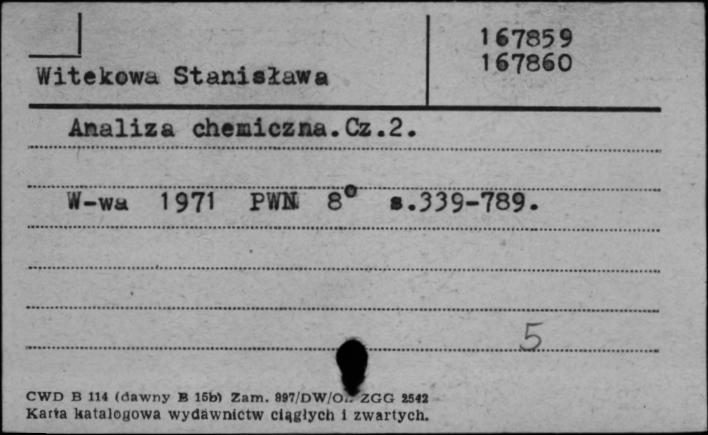 167859
167860
Witekowa Stanisława
Analiza chemiczna.Cz.2.
W-wa 1971 PWN 8° s.339-789.
5
CWD B 114 (dawny B 15b) Zam. 997/DW/O ZGG 2542
Karta katalogowa wydawnictw ciągłych i zwartych.